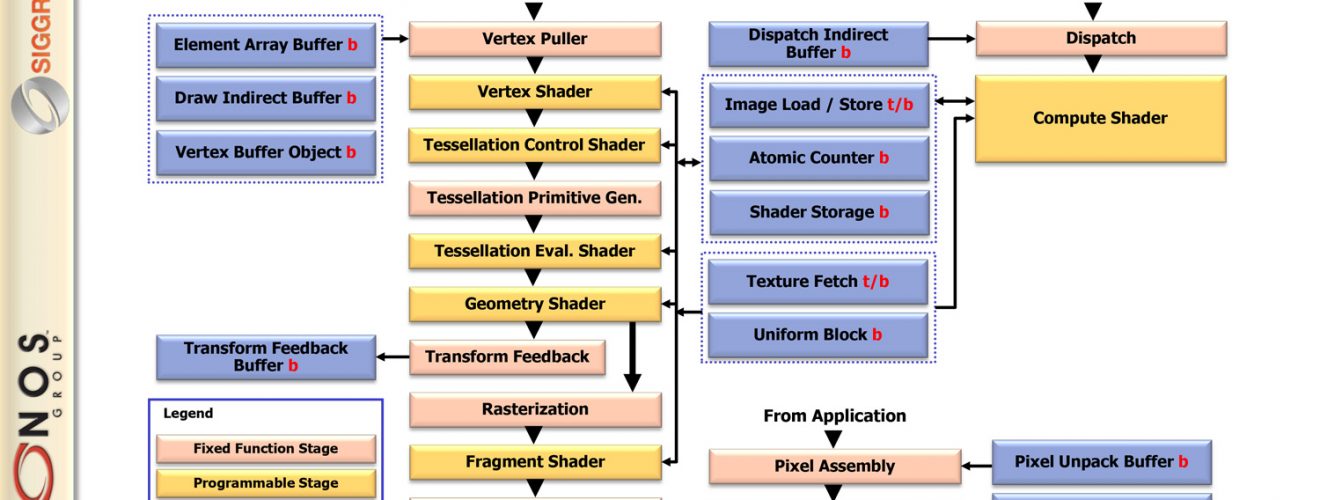 SIGGR
NOS
GROUP
Element Array Buffer b
Draw Indirect Buffer b
Vertex Buffer Object b
Vertex Puller
Vertex Shader
Tessellation Control Shader
Tessellation Primitive Gen.
Tessellation Eval. Shader
Geometry Shader
Transform Feedback
Buffer b
Transform Feedback
Rasterization
Fragment Shader
Legend
Fixed Function Stage
Programmable Stage
Dispatch Indirect
Buffer b
Dispatch
Image Load / Store t/b
Atomic Counter b
Shader Storage b
Compute Shader
Texture Fetch t/b
Uniform Block b
From Application
Pixel Assembly
Pixel Unpack Buffer b